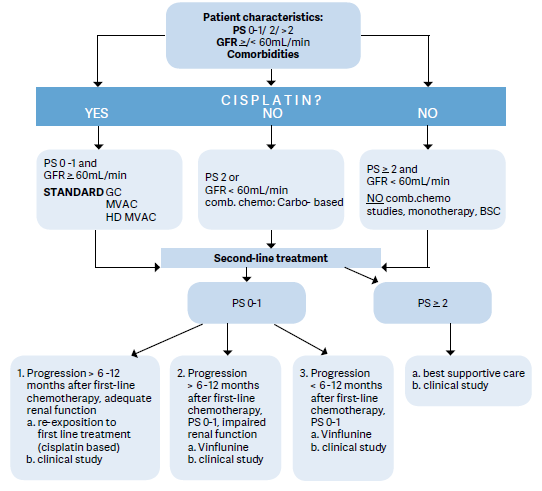 Patient characteristics:
PS 0-1/ 2/ >2
GFR ≥/< 60mL/min
Comorbidities
CISPLATIN?
YES
NO
NO
PS 0 -1 and
GFR ≥ 60mL/min
STANDARD GC
MVAC
HD MVAC
PS 2 or
GFR < 60mL/min
comb. chemo: Carbo- based
PS ≥ 2 and
GFR < 60mL/min
NO comb.chemo
studies, monotherapy, BSC
Second-line treatment
PS 0-1
PS ≥ 2
1. Progression > 6 -12
months after first-line
chemotherapy, adequate
renal function
a. re-exposition to
first line treatment
(cisplatin based)
b. clinical study
2. Progression
> 6 -12 months
after first-line
chemotherapy,
PS 0-1, impaired
renal function
a. Vinflunine
b. clinical study
3. Progression
< 6 -12 months
after first-line
chemotherapy,
PS 0-1
a. Vinflunine
b. clinical study
a. best supportive care
b. clinical study